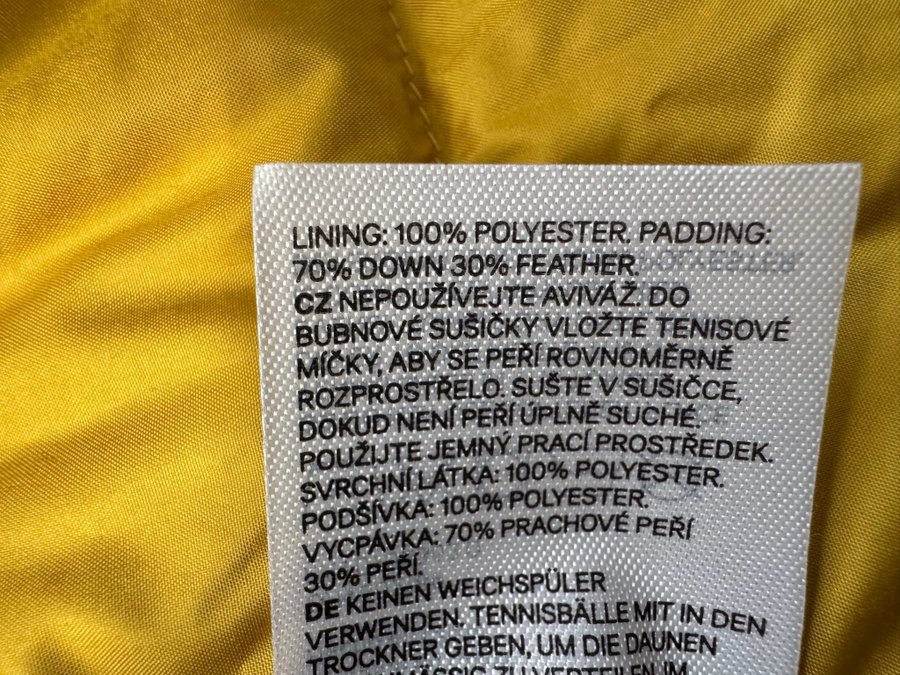 LINING: 100% POLYESTER. PADDING:
70% DOWN 30% FEATHER.
CZ NEPOUŽÍVEJTE AVIVÁŽ. DO
BUBNOVÉ SUŠIČKY VLOŽTE TENISOVÉ
MÍČKY, ABY SE PEŘÍ ROVNOMĚRNĚ
ROZPROSTŘELO. SUŠTE V SUŠIČCE,
DOKUD NENÍ PEŘÍ ÚPLNĚ SUCHÉ.
POUŽIJTE JEMNÝ PRACÍ PROSTŘEDEK.
SVRCHNÍ LÁTKA: 100% POLYESTER.
PODŠÍVKA: 100% POLYESTER.
VYCPÁVKA: 70% PRACHOVÉ PEŘÍ
30% PEŘÍ.
DE KEINEN WEICHSPÜLER
VERWENDEN. TENNISBÄLLE MIT IN DEN
TROCKNER GEBEN, UM DIE DAUNEN
ZU VERTEILEN IM